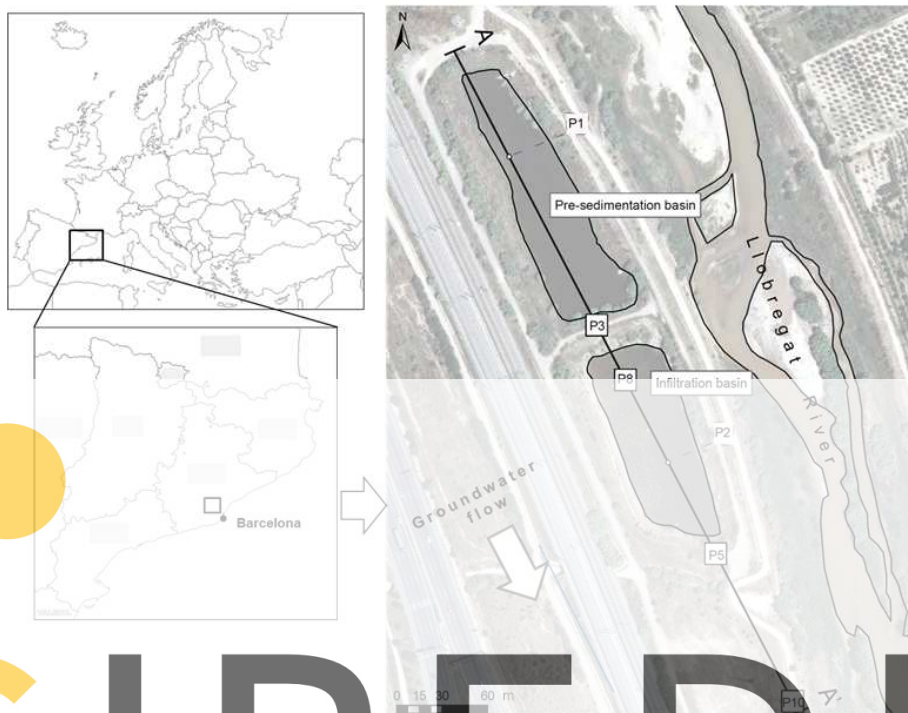 N
A
P1
Pre-sedimentation basin
Llobregat River
P3
P8
Infiltration basin
P2
Groundwater
flow
Barcelona
P5
0 15 30 60 m
P10
A'